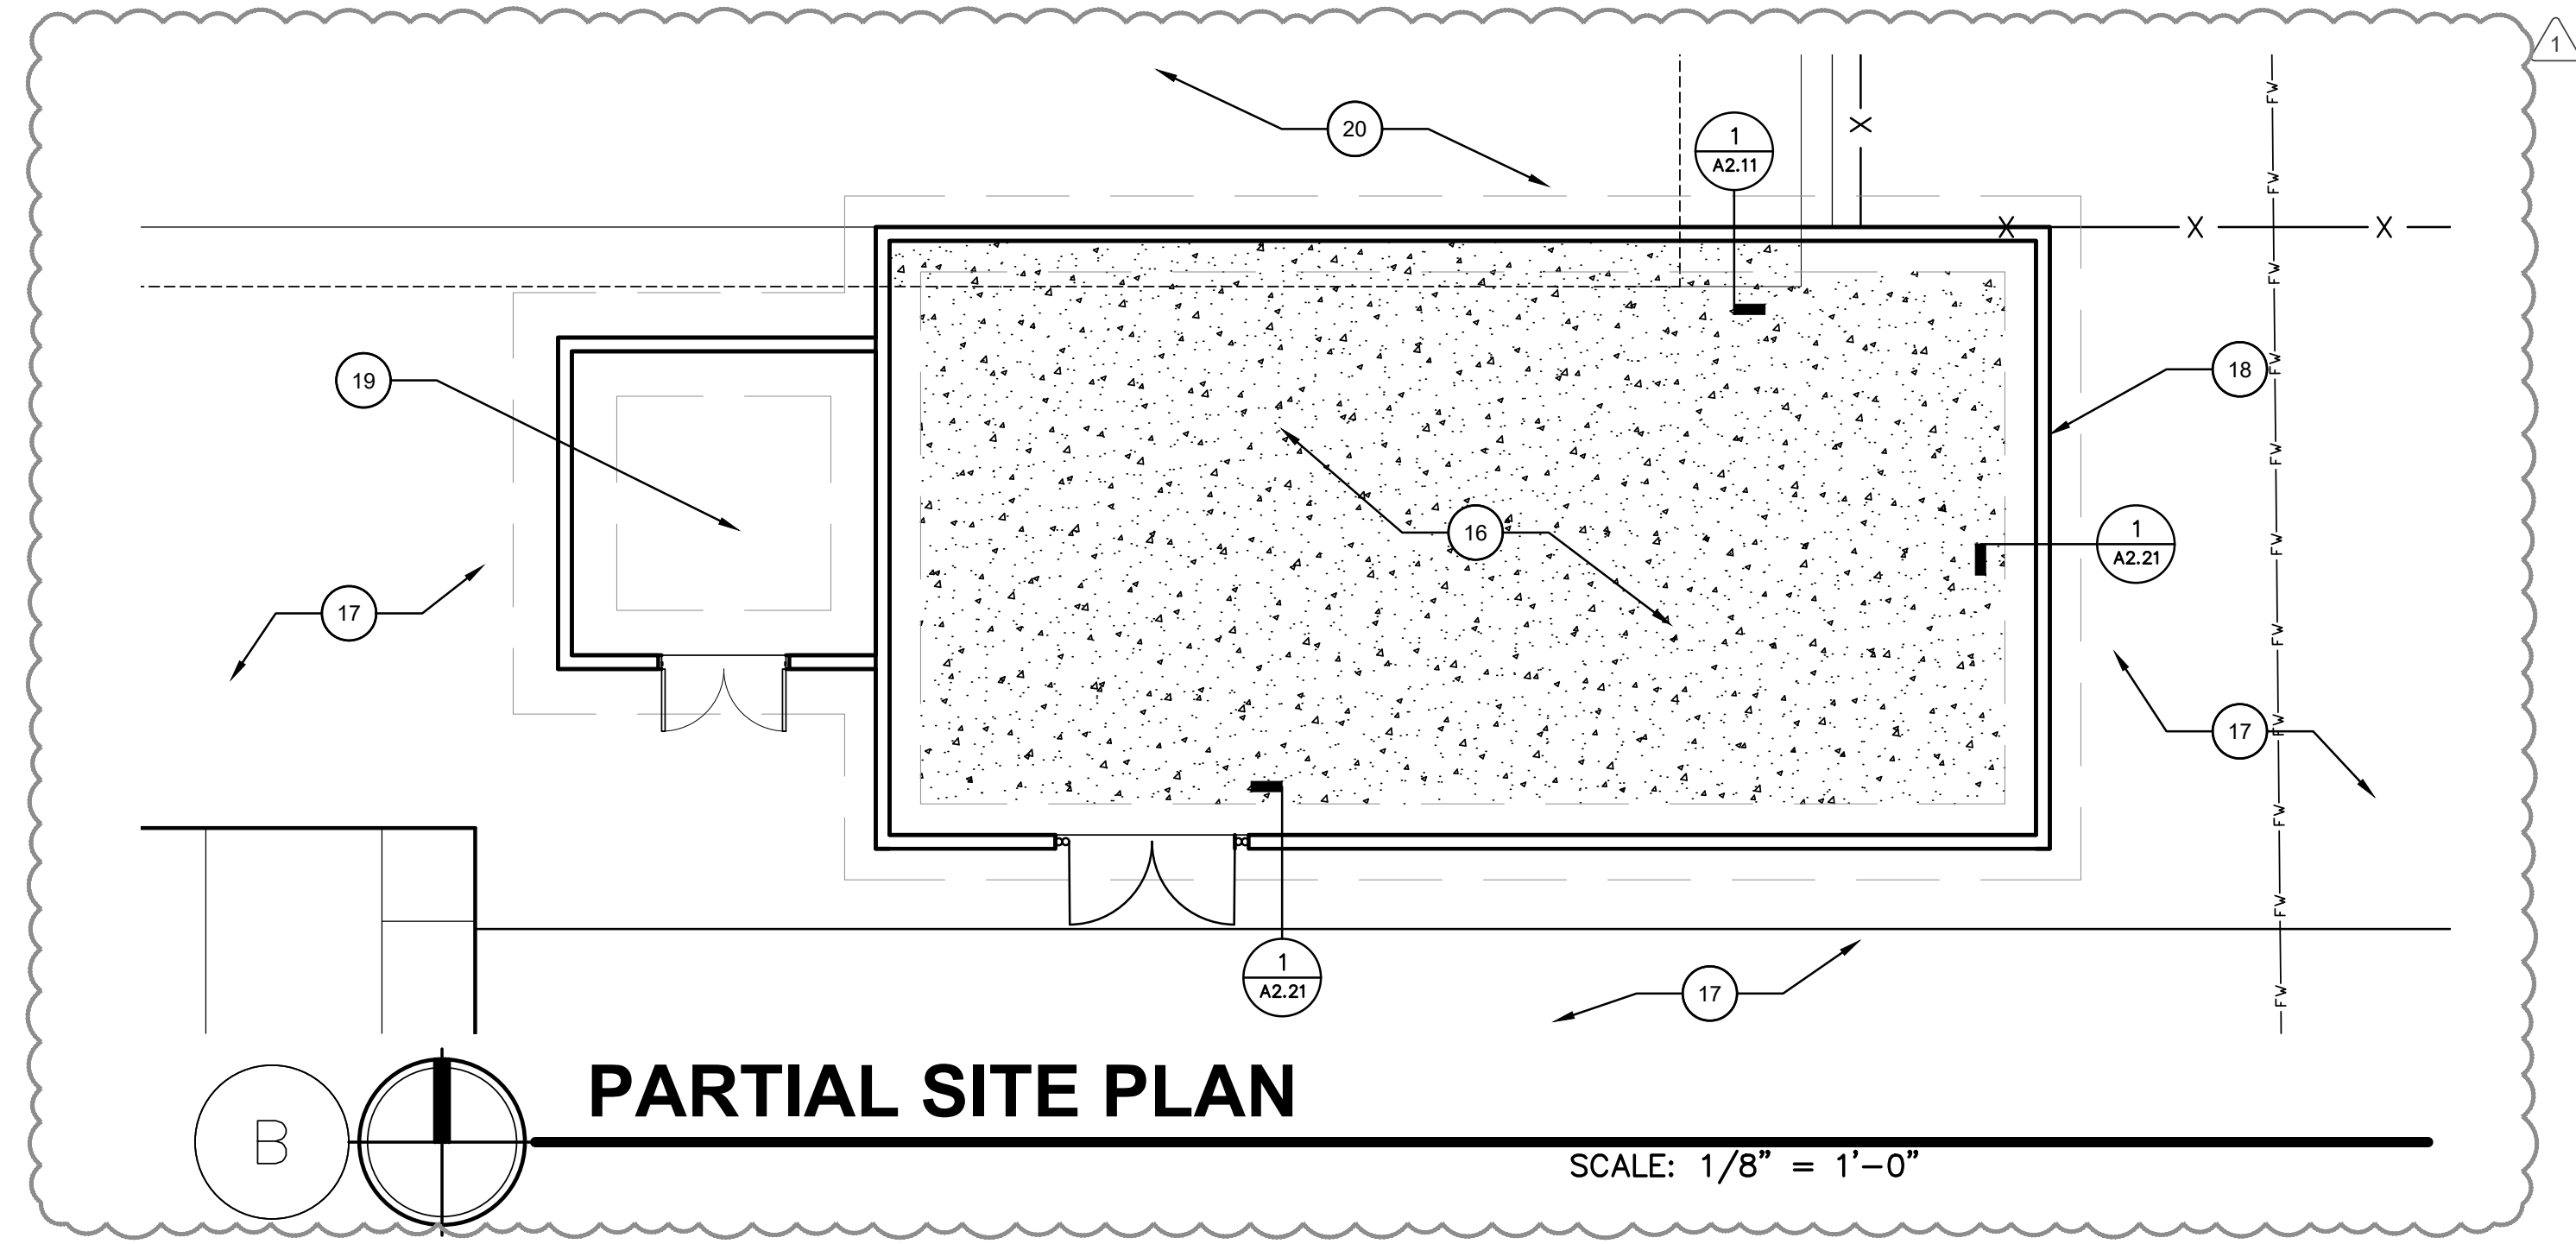 1
FW
20
1
A2.11
X
FW
X
X
X
FW
19
18
FW
FW
16
1
A2.21
FW
17
FW
17
FW
FW
FW
1
A2.21
17
FW
B
PARTIAL SITE PLAN
SCALE: 1/8" = 1'-0"